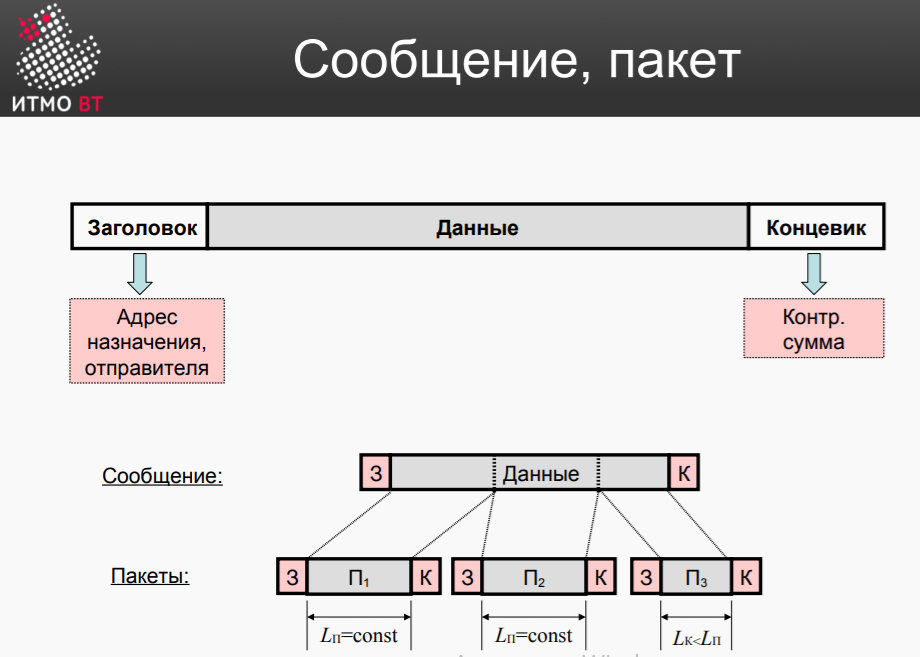 Сообщение, пакет
ИТМО ВТ
Заголовок
Данные
Концевик
Адрес
назначения,
отправителя
Контр.
сумма
Сообщение:
З
Данные
К
Пакеты:
З
П₁
К
З
П₂
К
З
П₃
К
Lп=const
Lп=const
Lк<Lп